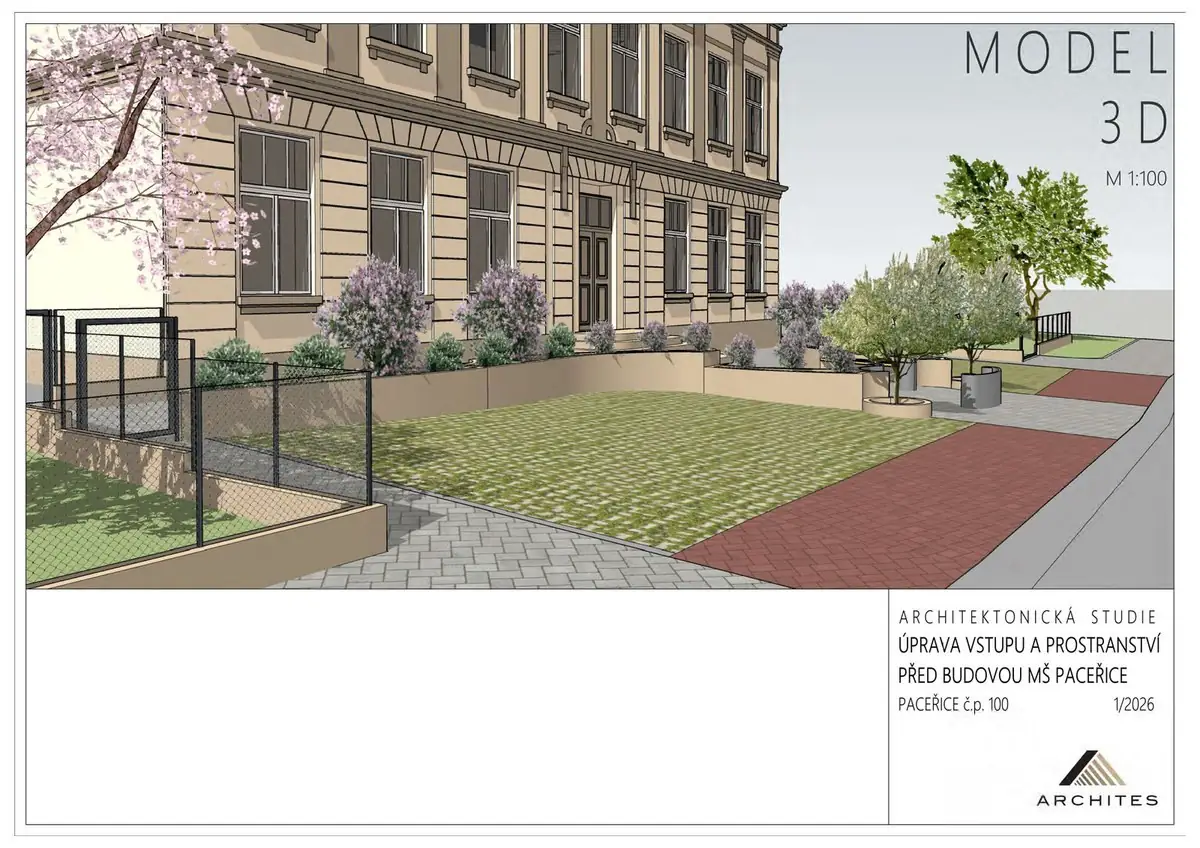 MODEL
3D
M 1:100
ARCHITEKTONICKÁ STUDIE
ÚPRAVA VSTUPU A PROSTRANSTVÍ
PŘED BUDOVOU MŠ PACEŘICE
PACEŘICE č.p. 100 1/2026
ARCHITES